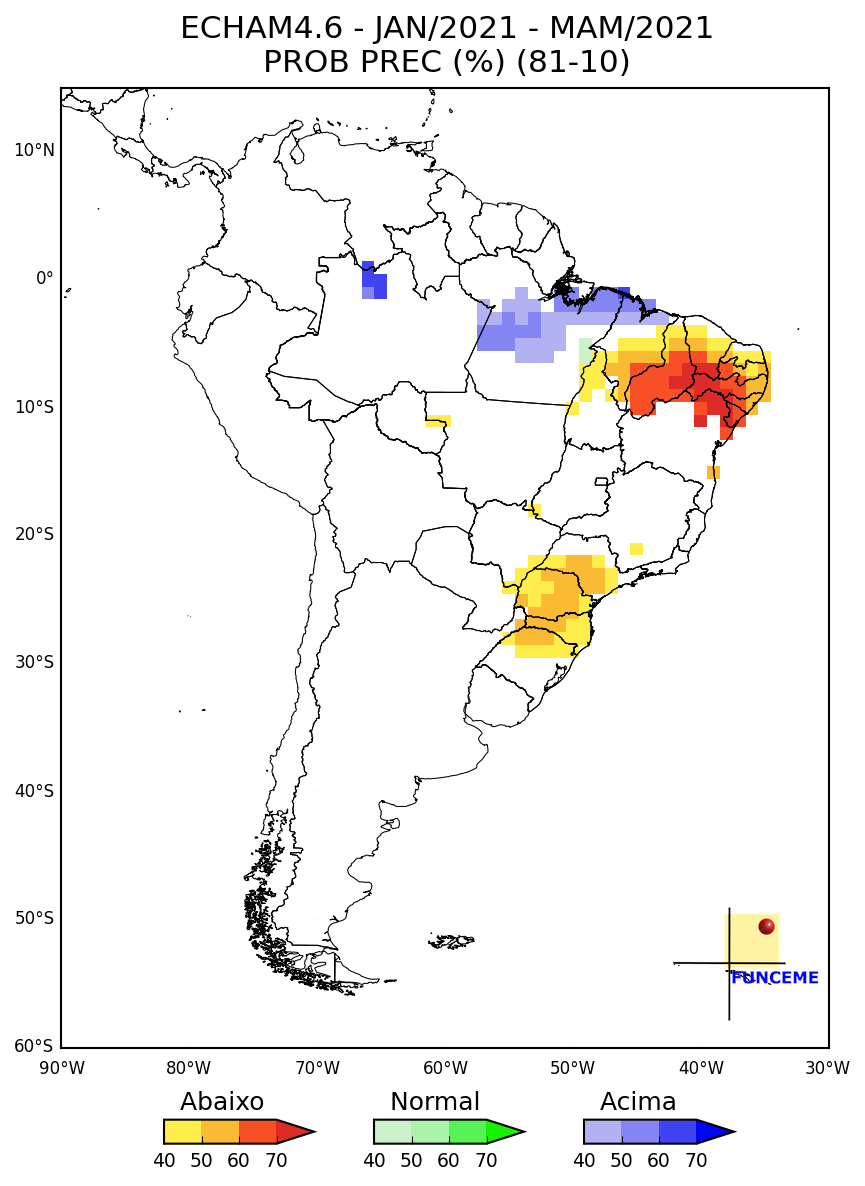 ECHAM4.6 - JAN/2021 - MAM/2021
PROB PREC (%) (81-10)
10°N
0°
10°S
20°S
30°S
40°S
50°S
60°S
90°W 80°W 70°W 60°W 50°W 40°W 30°W
FUNCEME
Abaixo Normal Acima
40 50 60 70 40 50 60 70 40 50 60 70